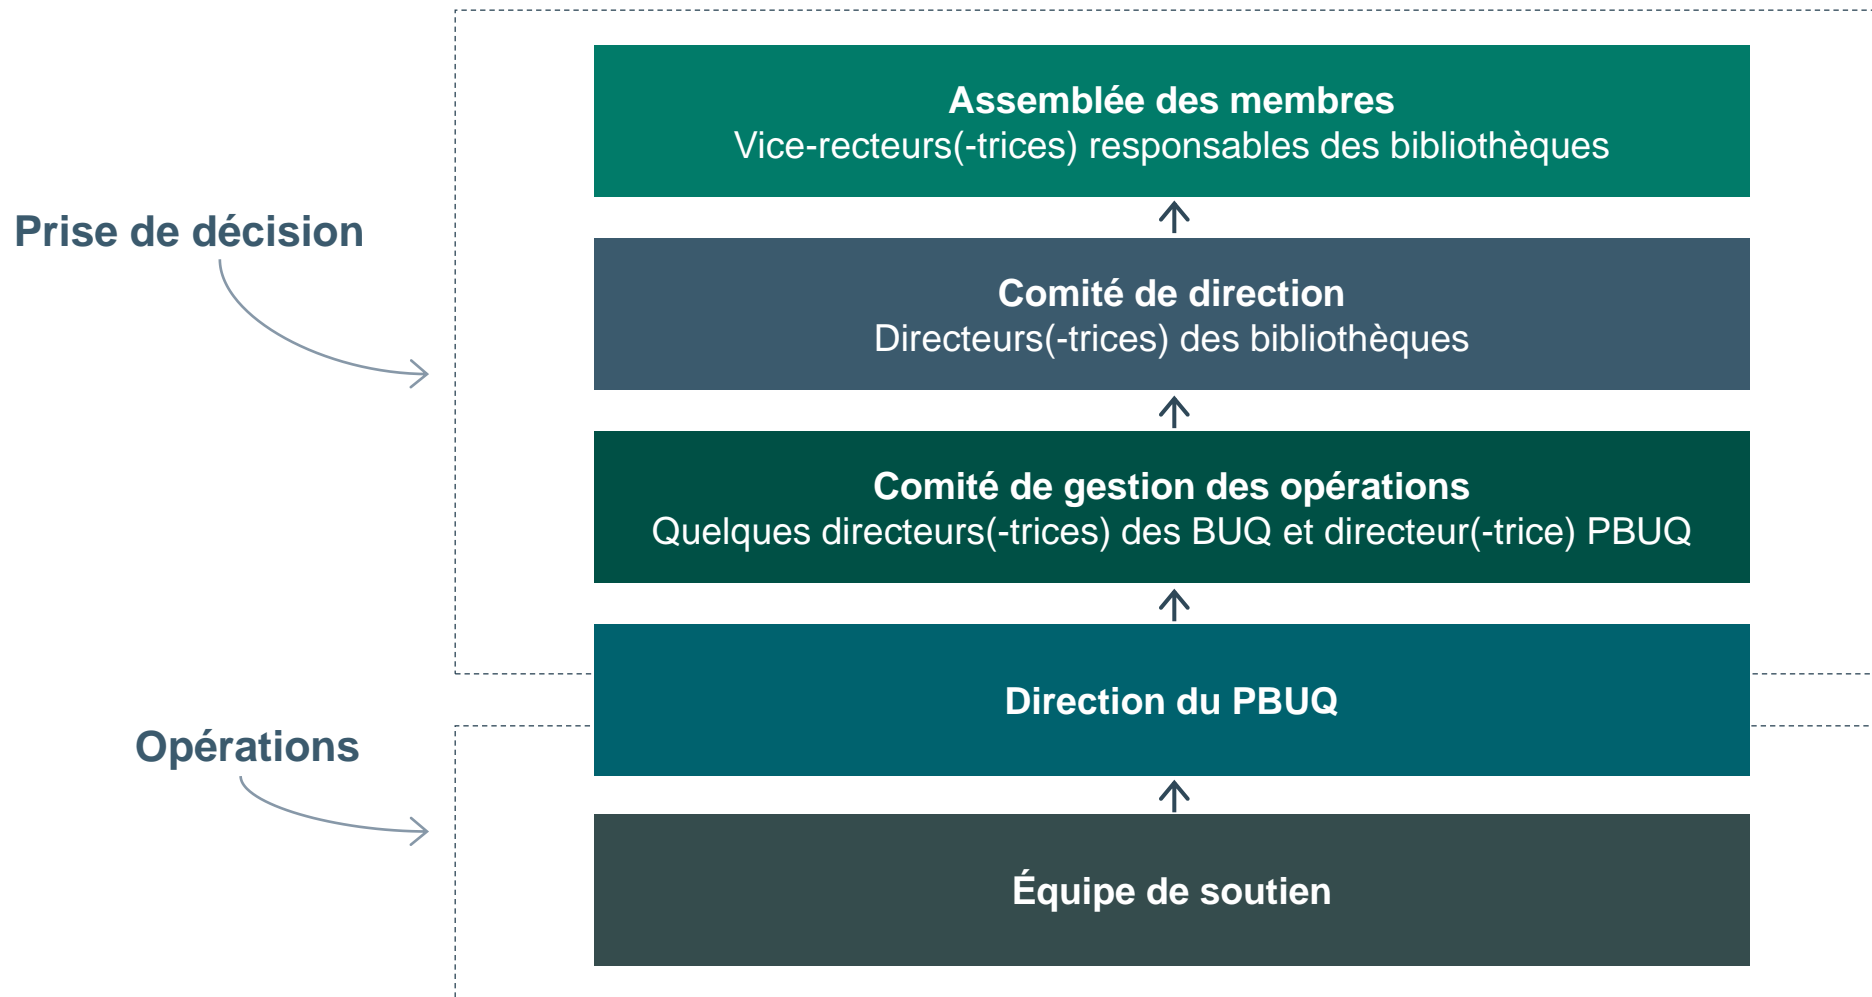 Assemblée des membres
Vice-recteurs(-trices) responsables des bibliothèques
Prise de décision
Comité de direction
Directeurs(-trices) des bibliothèques
Comité de gestion des opérations
Quelques directeurs(-trices) des BUQ et directeur(-trice) PBUQ
Direction du PBUQ
Opérations
Équipe de soutien